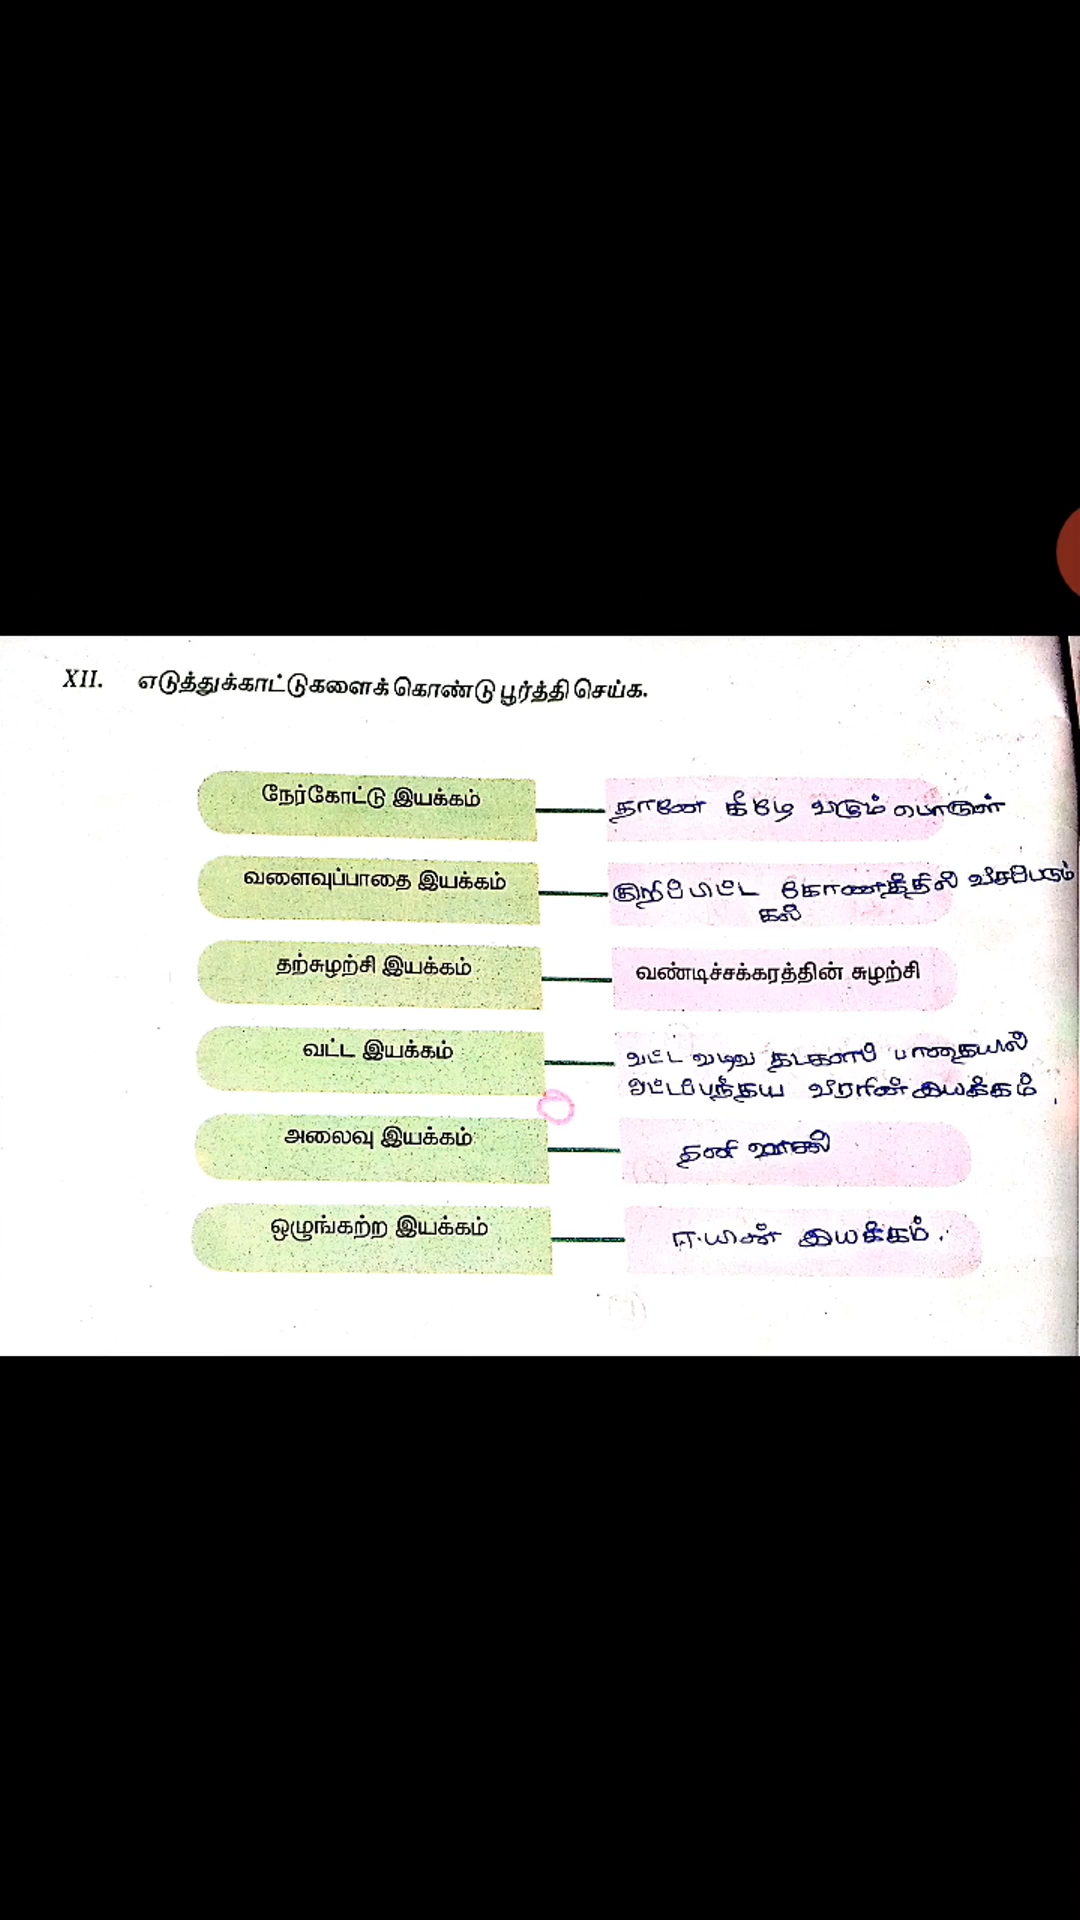 XII. எடுத்துக்காட்டுகளைக் கொண்டு பூர்த்தி செய்க.
நேர்கோட்டு இயக்கம் தானே கீழே வரும் பொருள்
வளைவுப்பாதை இயக்கம் குறிப்பிட்ட கோணத்தில் வீசப்பெரும்
கல்
தற்சுழற்சி இயக்கம் வண்டிச்சக்கரத்தின் சுழற்சி
வட்ட இயக்கம் வட்ட வடிவ தடகளப் பாதையில்
ஓட்டப்பந்தய வீரரின் இயக்கம்.
அலைவு இயக்கம் தனி ஊசல்
ஒழுங்கற்ற இயக்கம் ஈ.யின் இயக்கம்.